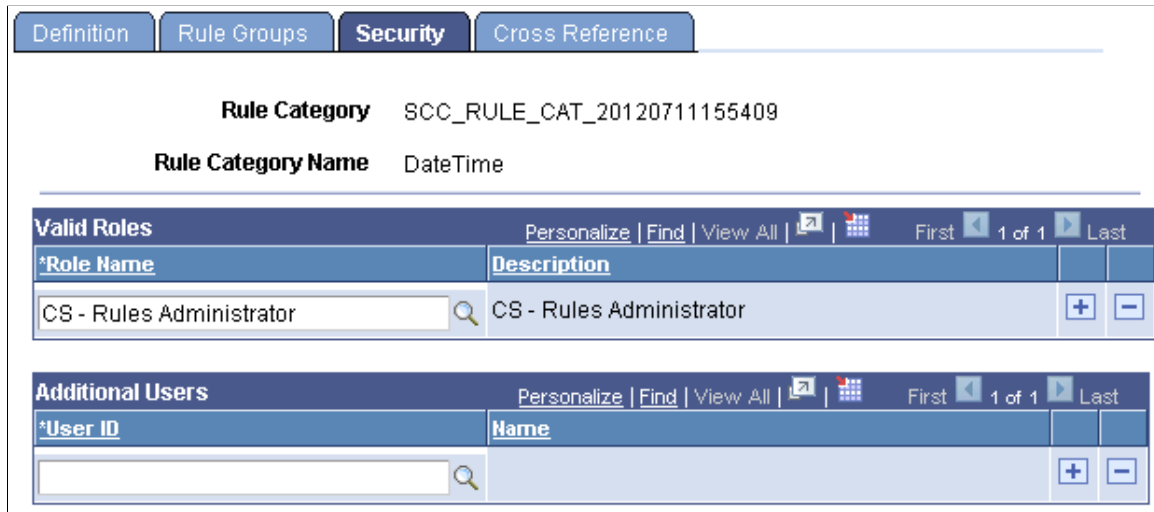 Definition Rule Groups Security Cross Reference
Rule Category SCC_RULE_CAT_20120711155409
Rule Category Name DateTime
Valid Roles Personalize | Find | View All | | First 1 of 1 Last
*Role Name Description
CS - Rules Administrator CS - Rules Administrator
Additional Users Personalize | Find | View All | | First 1 of 1 Last
*User ID Name